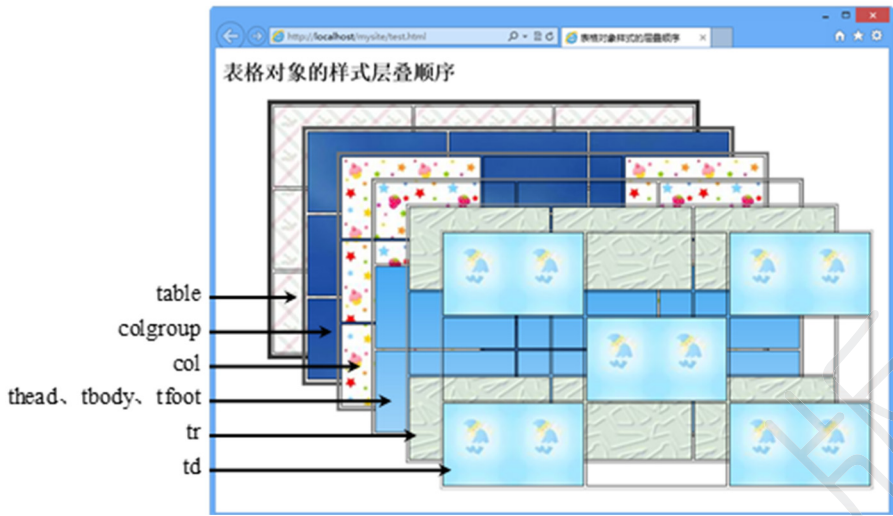 http://localhost/mysite/test.html
表格对象样式的层叠顺序
表格对象的样式层叠顺序
table
colgroup
col
thead、tbody、tfoot
tr
td